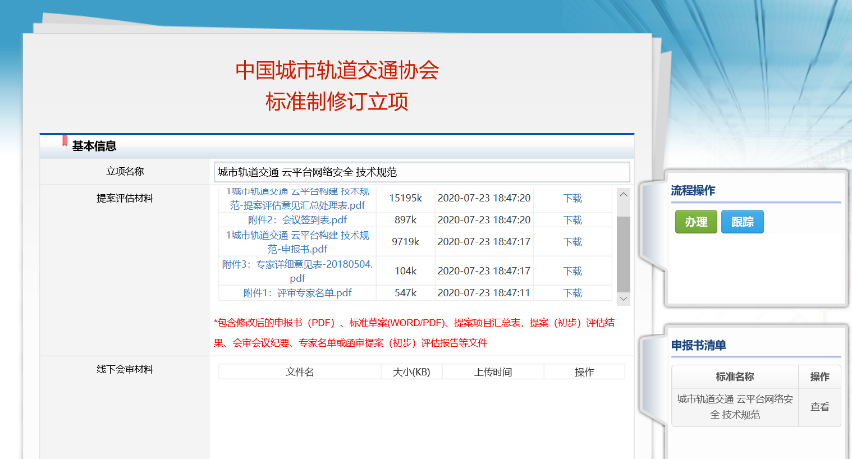 中国城市轨道交通协会
标准制修订立项
基本信息
立项名称
城市轨道交通 云平台网络安全 技术规范
提案评估材料
1城市轨道交通 云平台构建 技术规
范-提案评估意见汇总处理表.pdf
15195k
2020-07-23 18:47:20
下载
附件2：会议签到表.pdf
897k
2020-07-23 18:47:20
下载
1城市轨道交通 云平台构建 技术规
范-申报书.pdf
9719k
2020-07-23 18:47:17
下载
附件3：专家详细意见表-20180504.
pdf
104k
2020-07-23 18:47:17
下载
附件1：评审专家名单.pdf
547k
2020-07-23 18:47:11
下载
*包含修改后的申报书（PDF）、标准草案(WORD/PDF)、提案项目汇总表，提案（初步）评估结
果、会审会议纪要、专家名单或函审提案（初步）评估报告等文件
线下会审材料
文件名
大小(KB)
上传时间
操作
流程操作
办理
跟踪
申报书清单
标准名称
操作
城市轨道交通 云平台网络安
全 技术规范
查看